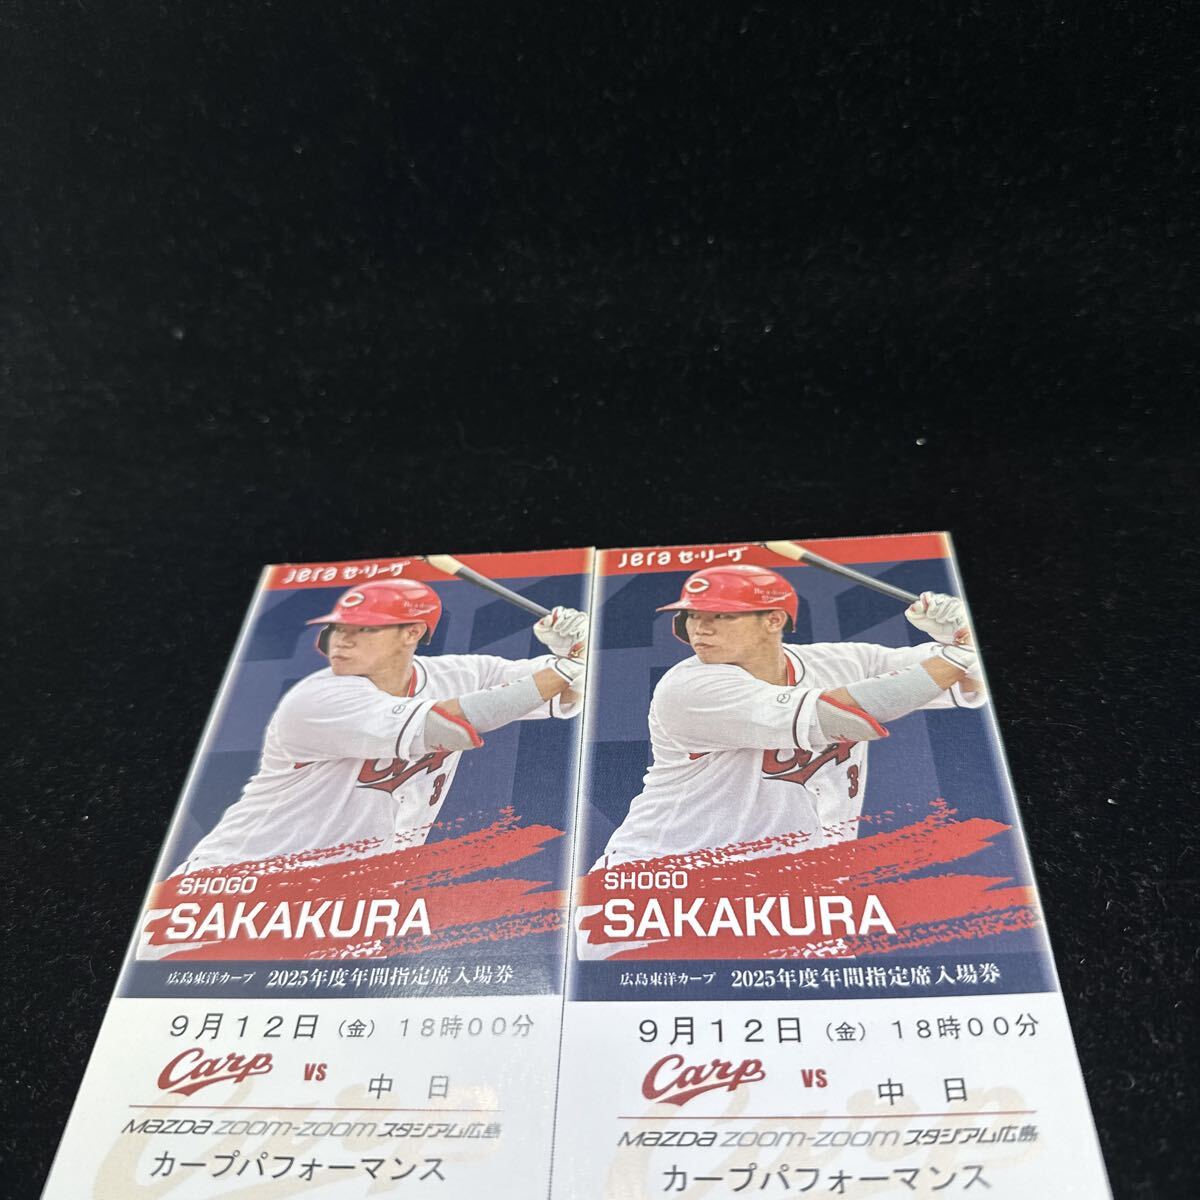 Jera セ・リーグ
SHOGO
SAKAKURA
広島東洋カープ 2025年度年間指定席入場券
9月12日（金）18時00分
Carp vs 中日
MAZDA ZOOM-ZOOM スタジアム広島
カープパフォーマンス
Jera セ・リーグ
SHOGO
SAKAKURA
広島東洋カープ 2025年度年間指定席入場券
9月12日（金）18時00分
Carp vs 中日
MAZDA ZOOM-ZOOM スタジアム広島
カープパフォーマンス